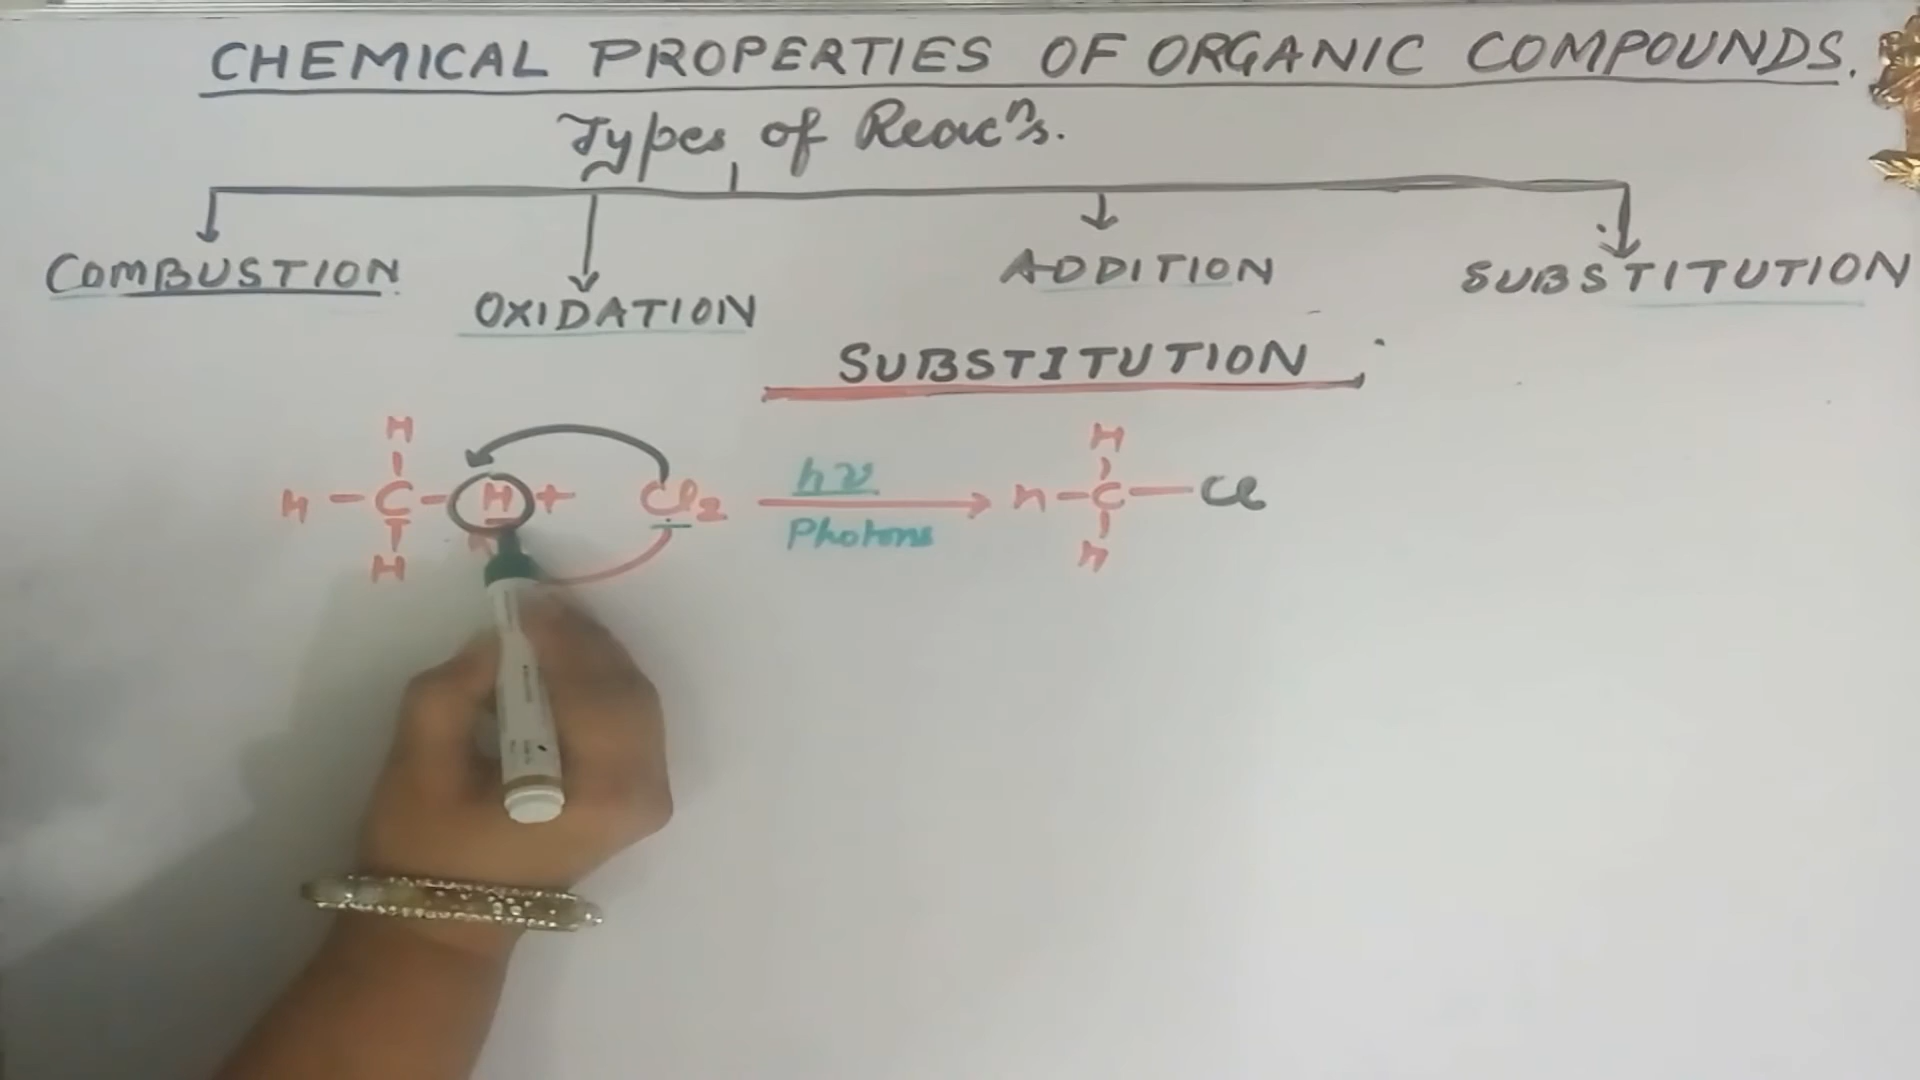 CHEMICAL PROPERTIES OF ORGANIC COMPOUNDS.
Types of Reacⁿs.
COMBUSTION
OXIDATION
ADDITION
SUBSTITUTION
SUBSTITUTION
H H
H – C – H + Cl₂ hν H – C – Cl
Photons
H H